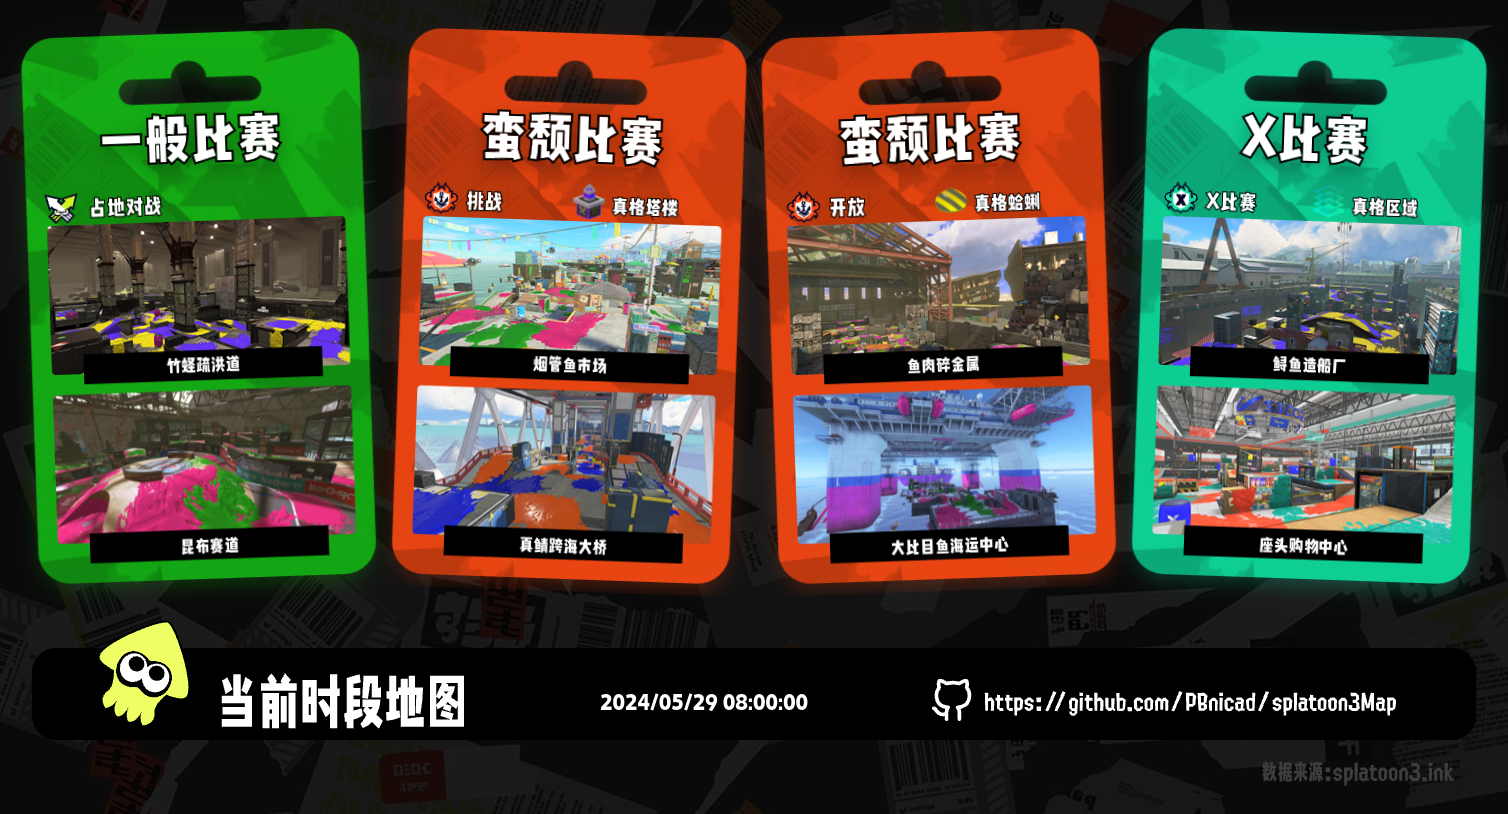 一般比赛
占地对战
竹蛏疏洪道
昆布赛道
蛮颓比赛
挑战
真格塔楼
烟管鱼市场
真鲭跨海大桥
蛮颓比赛
开放
真格蛤蜊
鱼肉碎金属
大比目鱼海运中心
X比赛
X比赛
真格区域
鲟鱼造船厂
座头购物中心
当前时段地图
2024/05/29 08:00:00
https://github.com/PBnicad/splatoon3Map
数据来源:splatoon3.ink